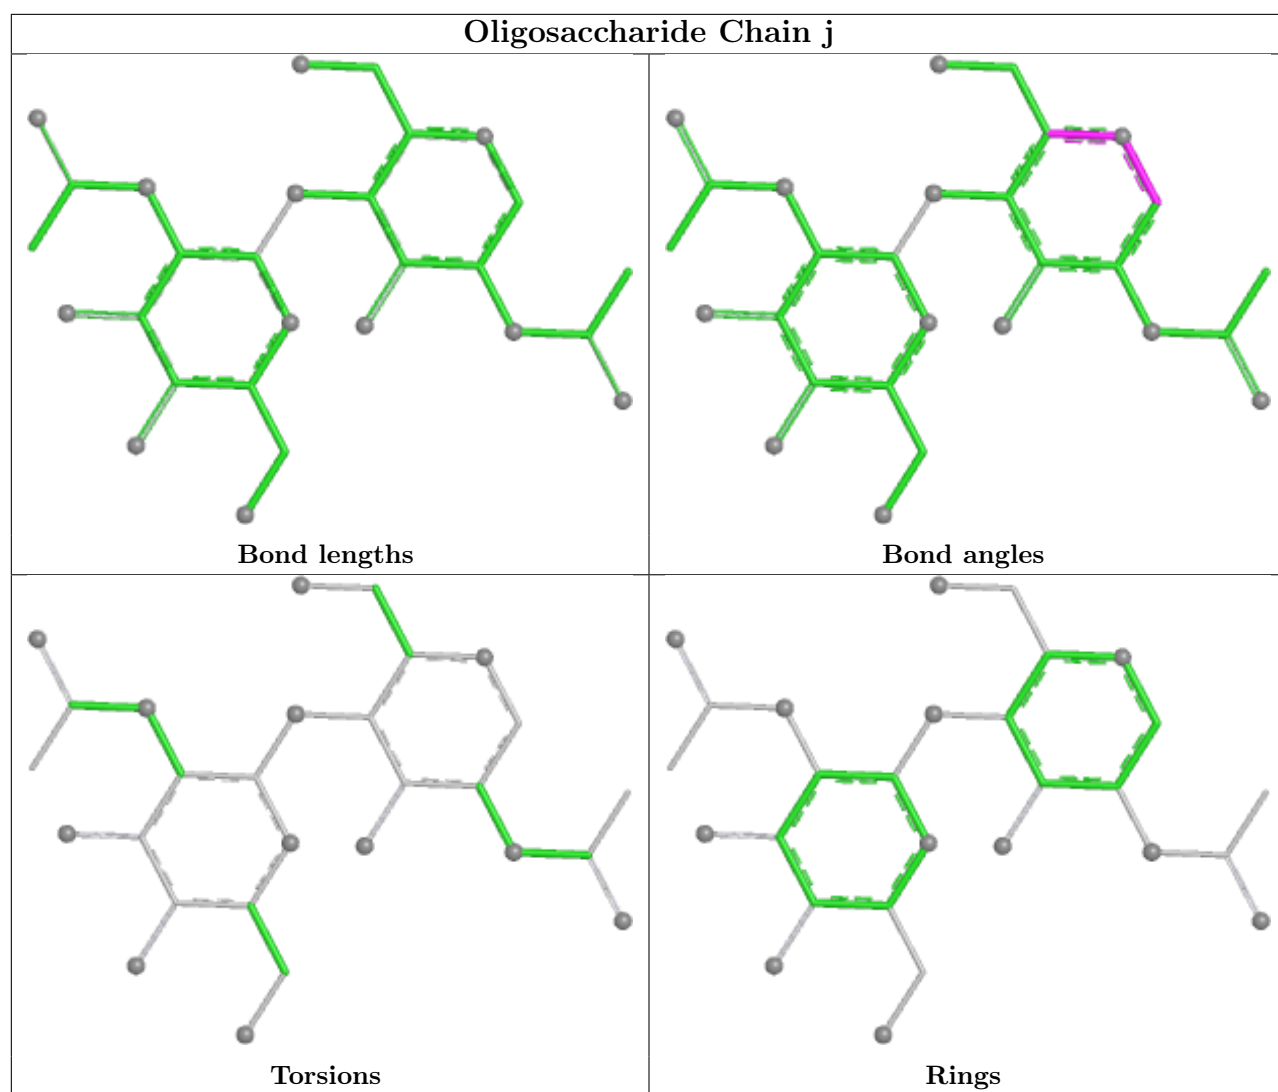 Oligosaccharide Chain j
Bond lengths
Bond angles
Torsions
Rings